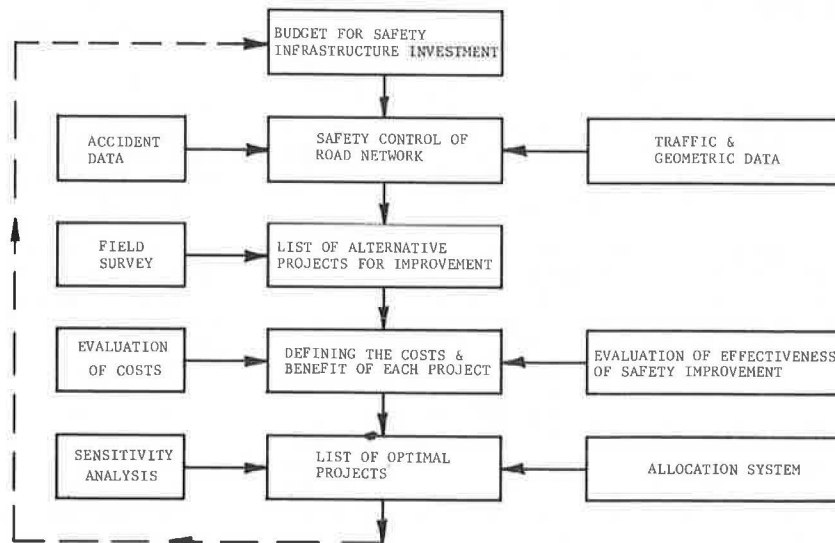 BUDGET FOR SAFETY
INFRASTRUCTURE INVESTMENT
ACCIDENT
DATA
SAFETY CONTROL OF
ROAD NETWORK
TRAFFIC &
GEOMETRIC DATA
FIELD
SURVEY
LIST OF ALTERNATIVE
PROJECTS FOR IMPROVEMENT
EVALUATION
OF COSTS
DEFINING THE COSTS &
BENEFIT OF EACH PROJECT
EVALUATION OF EFFECTIVENESS
OF SAFETY IMPROVEMENT
SENSITIVITY
ANALYSIS
LIST OF OPTIMAL
PROJECTS
ALLOCATION SYSTEM